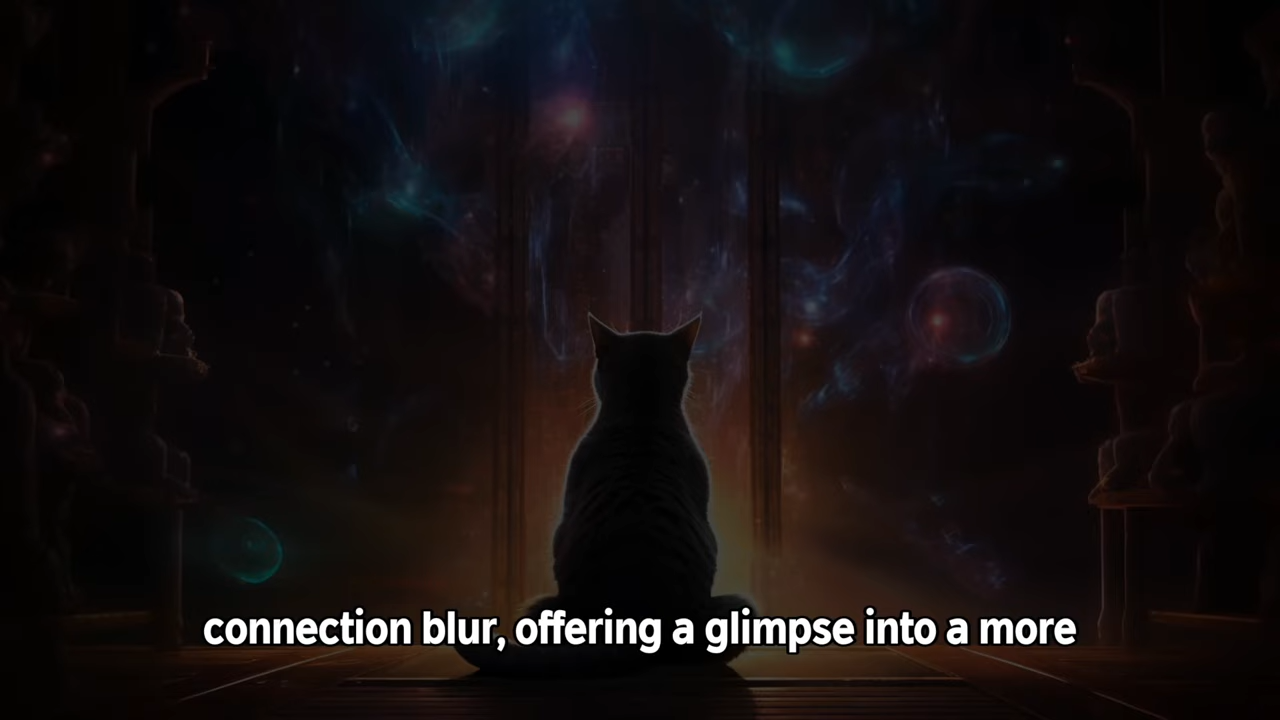 connection blur, offering a glimpse into a more